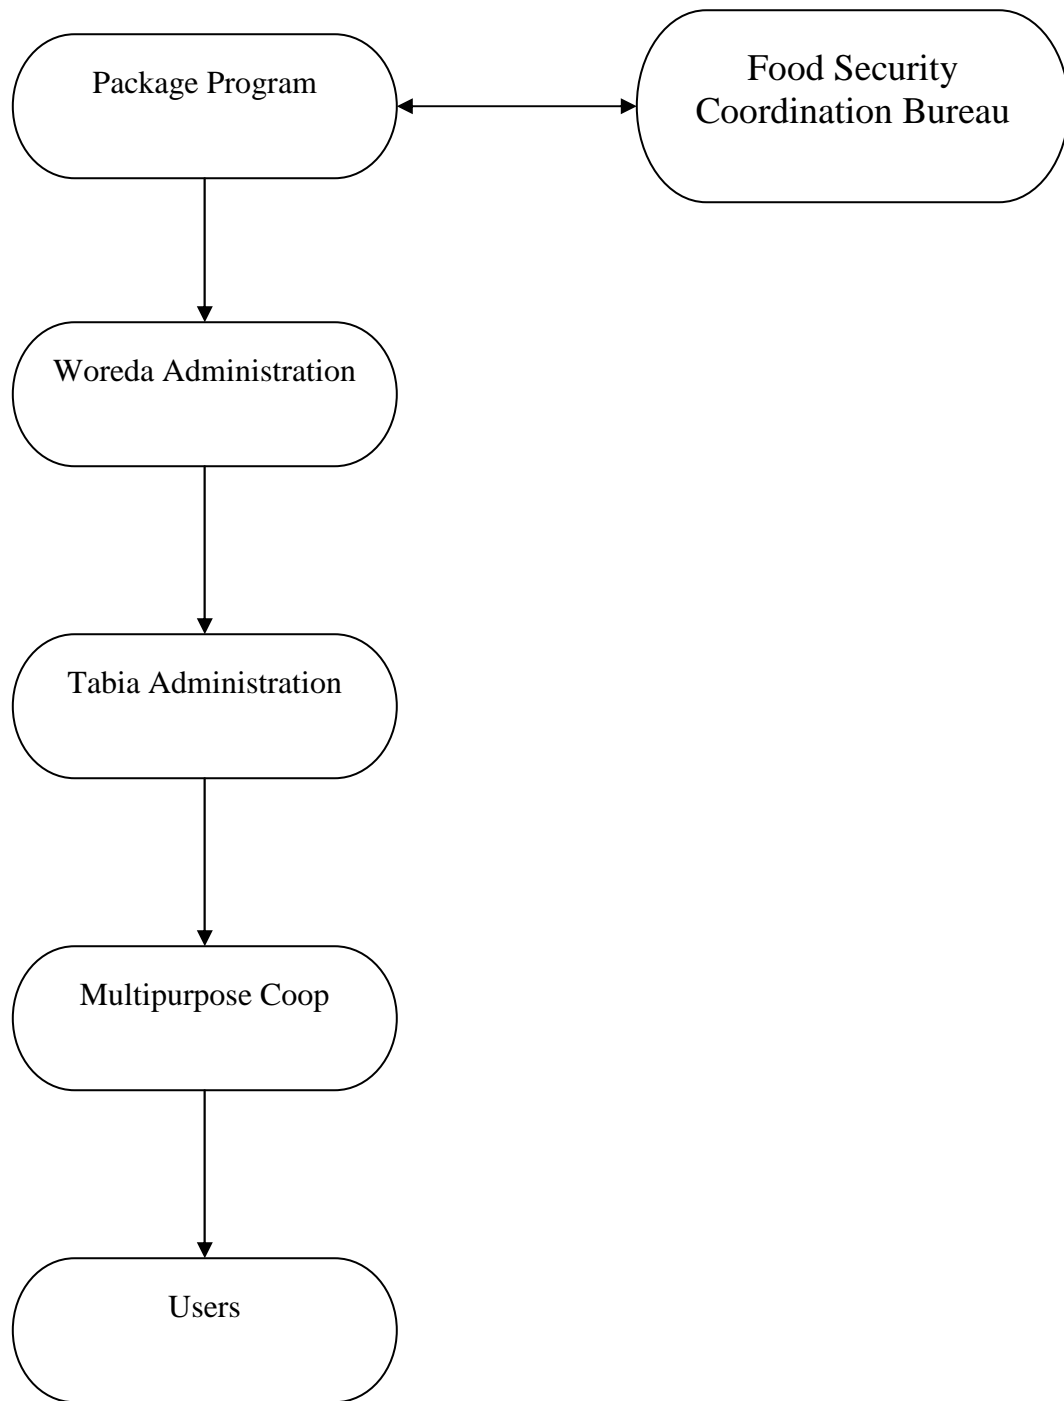 Package Program
Food Security
Coordination Bureau
Woreda Administration
Tabia Administration
Multipurpose Coop
Users